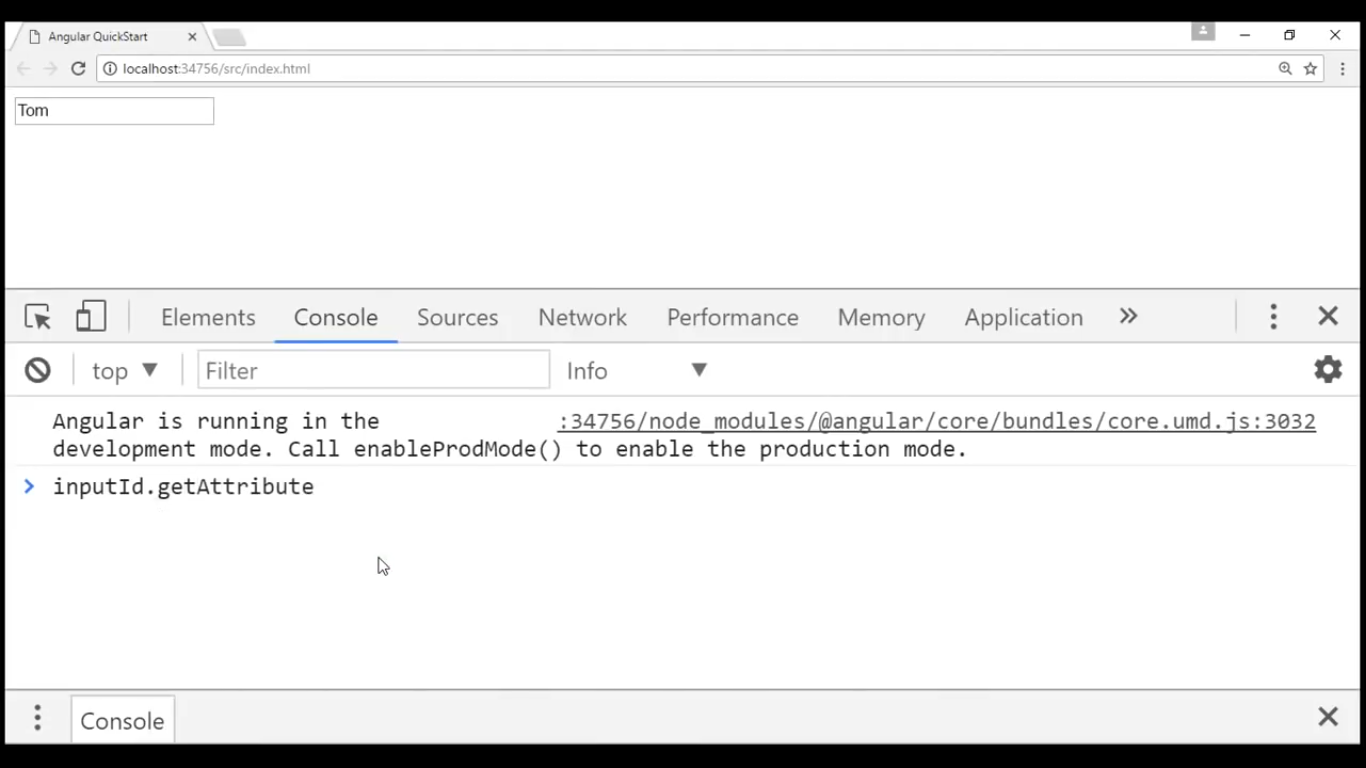 Angular QuickStart
localhost:34756/src/index.html
Tom
Elements Console Sources Network Performance Memory Application
top Filter Info
Angular is running in the :34756/node_modules/@angular/core/bundles/core.umd.js:3032
development mode. Call enableProdMode() to enable the production mode.
> inputId.getAttribute
Console